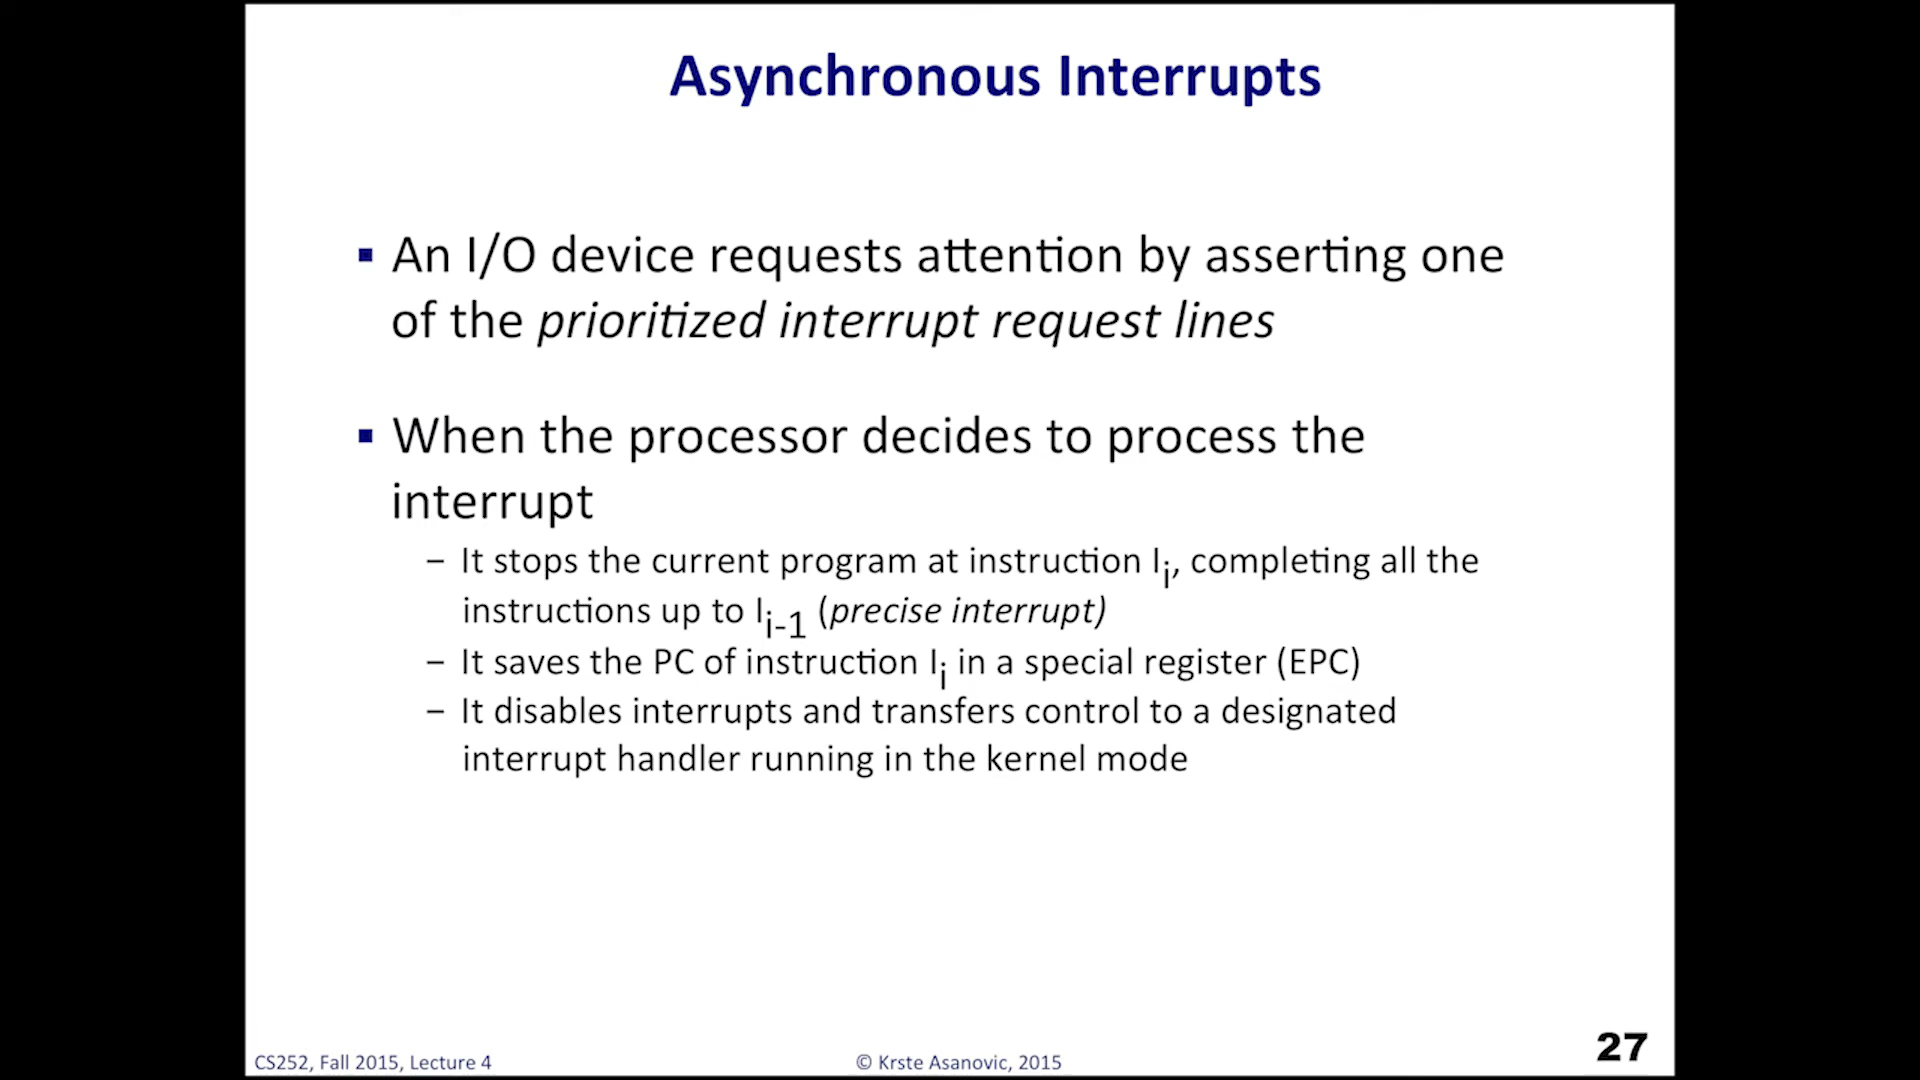 Asynchronous Interrupts
▪ An I/O device requests attention by asserting one
of the prioritized interrupt request lines
▪ When the processor decides to process the
interrupt
– It stops the current program at instruction Ii, completing all the
instructions up to Ii-1 (precise interrupt)
– It saves the PC of instruction Ii in a special register (EPC)
– It disables interrupts and transfers control to a designated
interrupt handler running in the kernel mode
CS252, Fall 2015, Lecture 4
© Krste Asanovic, 2015
27